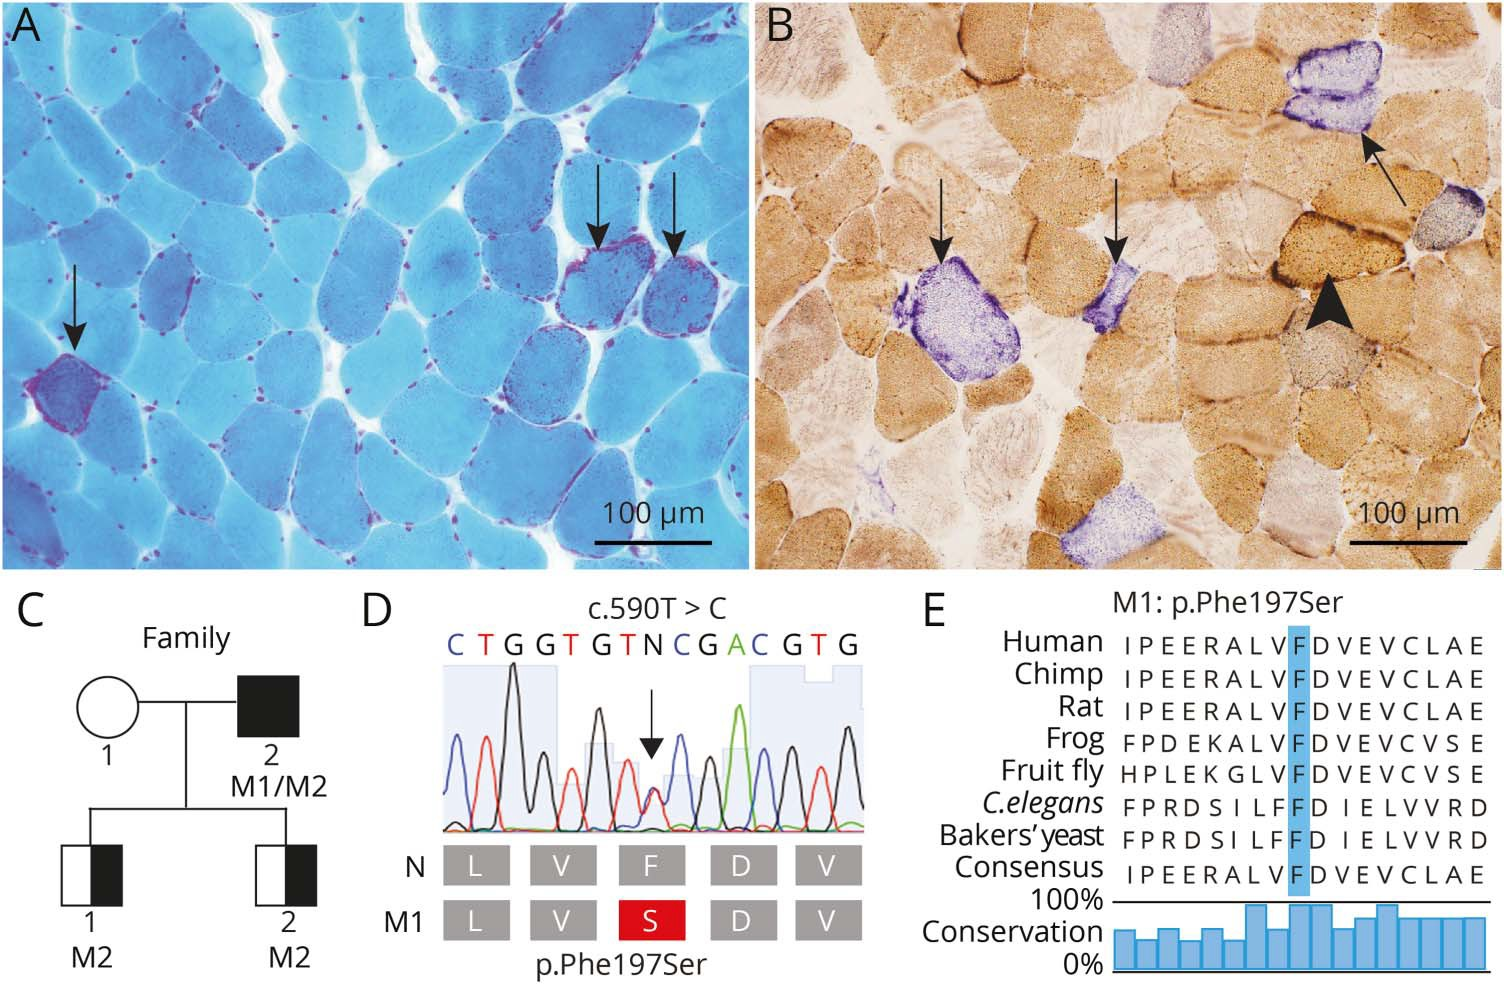 A
B
100 µm
100 µm
C
Family
1
2
M1/M2
1
2
M2
M2
D
c.590T > C
C T G G T G T N C G A C G T G
N L V F D V
M1 L V S D V
p.Phe197Ser
E
M1: p.Phe197Ser
Human I P E E R A L V F D V E V C L A E
Chimp I P E E R A L V F D V E V C L A E
Rat I P E E R A L V F D V E V C L A E
Frog F P D E K A L V F D V E V C V S E
Fruit fly H P L E K G L V F D V E V C V S E
C.elegans F P R D S I L F F D I E L V V R D
Bakers' yeast F P R D S I L F F D I E L V V R D
Consensus I P E E R A L V F D V E V C L A E
100%
Conservation
0%